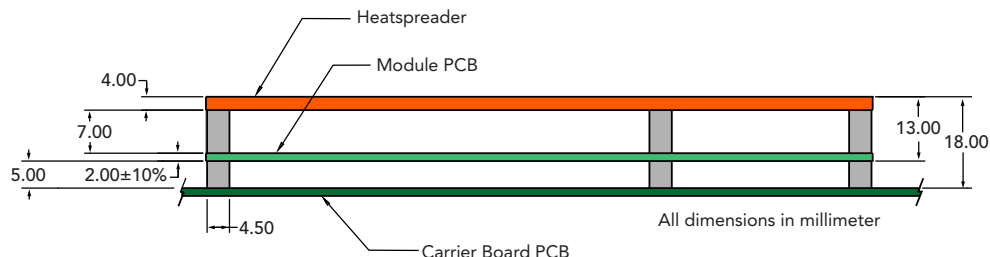 Heatspreader
Module PCB
4.00
7.00
13.00
18.00
5.00
2.00±10%
4.50
All dimensions in millimeter
Carrier Board PCB